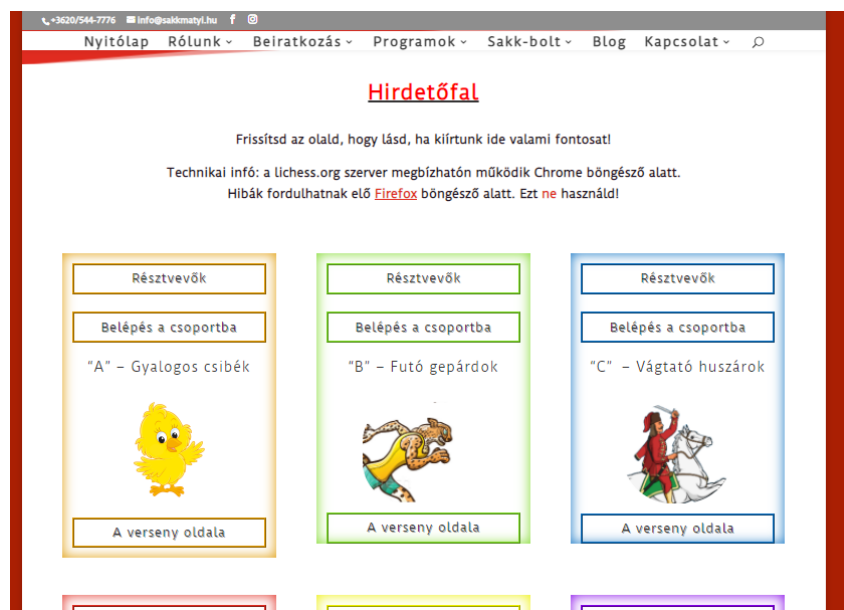 +3620/544-7776 info@sakkmatyi.hu
Nyitólap Rólunk Beiratkozás Programok Sakk-bolt Blog Kapcsolat
Hirdetőfal
Frissítsd az olald, hogy lásd, ha kiírtunk ide valami fontosat!
Technikai infó: a lichess.org szerver megbízhatón működik Chrome böngésző alatt.
Hibák fordulhatnak elő Firefox böngésző alatt. Ezt ne használd!
Résztvevők Résztvevők Résztvevők
Belépés a csoportba Belépés a csoportba Belépés a csoportba
"A" – Gyalogos csibék "B" – Futó gepárdok "C" – Vágtató huszárok
A verseny oldala A verseny oldala A verseny oldala